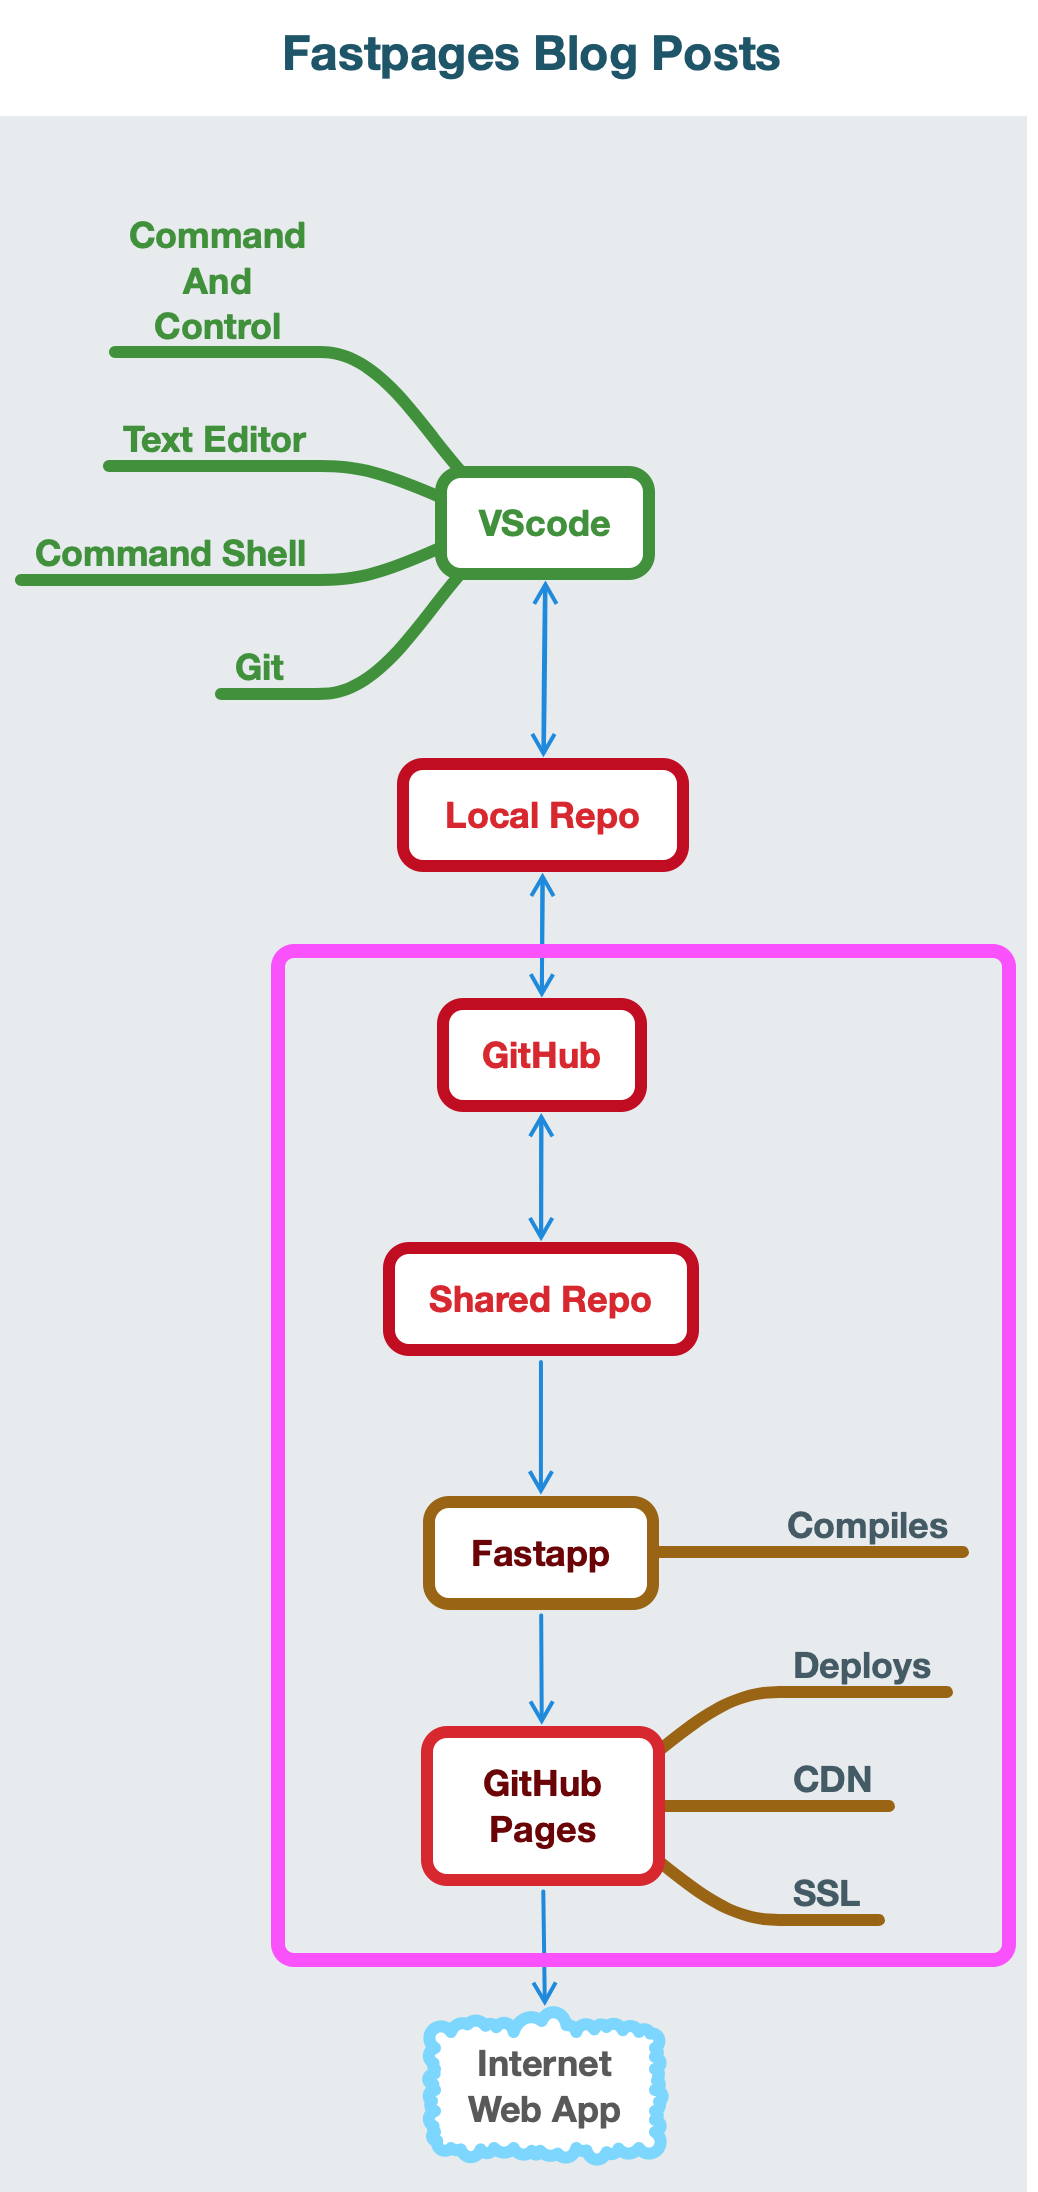 Fastpages Blog Posts
Command
And
Control
Text Editor
Command Shell
Git
VScode
Local Repo
GitHub
Shared Repo
Fastapp
Compiles
GitHub
Pages
Deploys
CDN
SSL
Internet
Web App